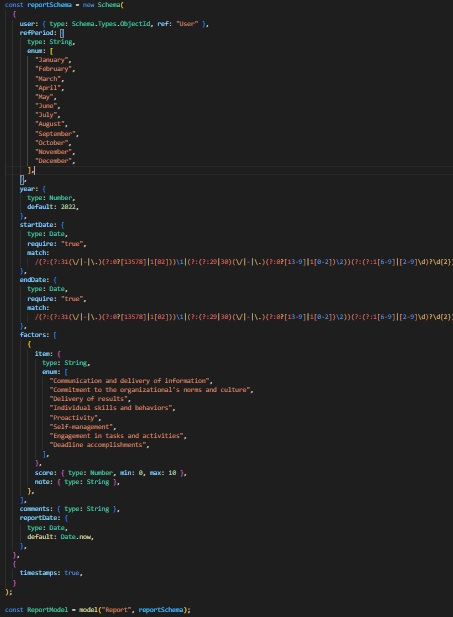 const reportSchema = new Schema(
{
user: { type: Schema.Types.ObjectId, ref: "User" },
refPeriod: {
type: String,
enum: [
"January",
"February",
"March",
"April",
"May",
"June",
"July",
"August",
"September",
"October",
"November",
"December",
],
},
year: {
type: Number,
default: 2022,
},
startDate: {
type: Date,
require: "true",
match:
/(?:(?:31(\/|-|\.)(?:0?[13578]|1[02]))\1|(?:(?:29|30)(\/|-|\.)(?:0?[13-9]|1[0-2])\2))(?:(?:1[6-9]|[2-9]\d)?\d{2})
},
endDate: {
type: Date,
require: "true",
match:
/(?:(?:31(\/|-|\.)(?:0?[13578]|1[02]))\1|(?:(?:29|30)(\/|-|\.)(?:0?[13-9]|1[0-2])\2))(?:(?:1[6-9]|[2-9]\d)?\d{2})
},
factors: [
{
item: {
type: String,
enum: [
"Communication and delivery of information",
"Commitment to the organizational's norms and culture",
"Delivery of results",
"Individual skills and behaviors",
"Proactivity",
"Self-management",
"Engagement in tasks and activities",
"Deadline accomplishments",
],
},
score: { type: Number, min: 0, max: 10 },
note: { type: String },
},
],
comments: { type: String },
reportDate: {
type: Date,
default: Date.now,
},
},
{
timestamps: true,
}
);
const ReportModel = model("Report", reportSchema);